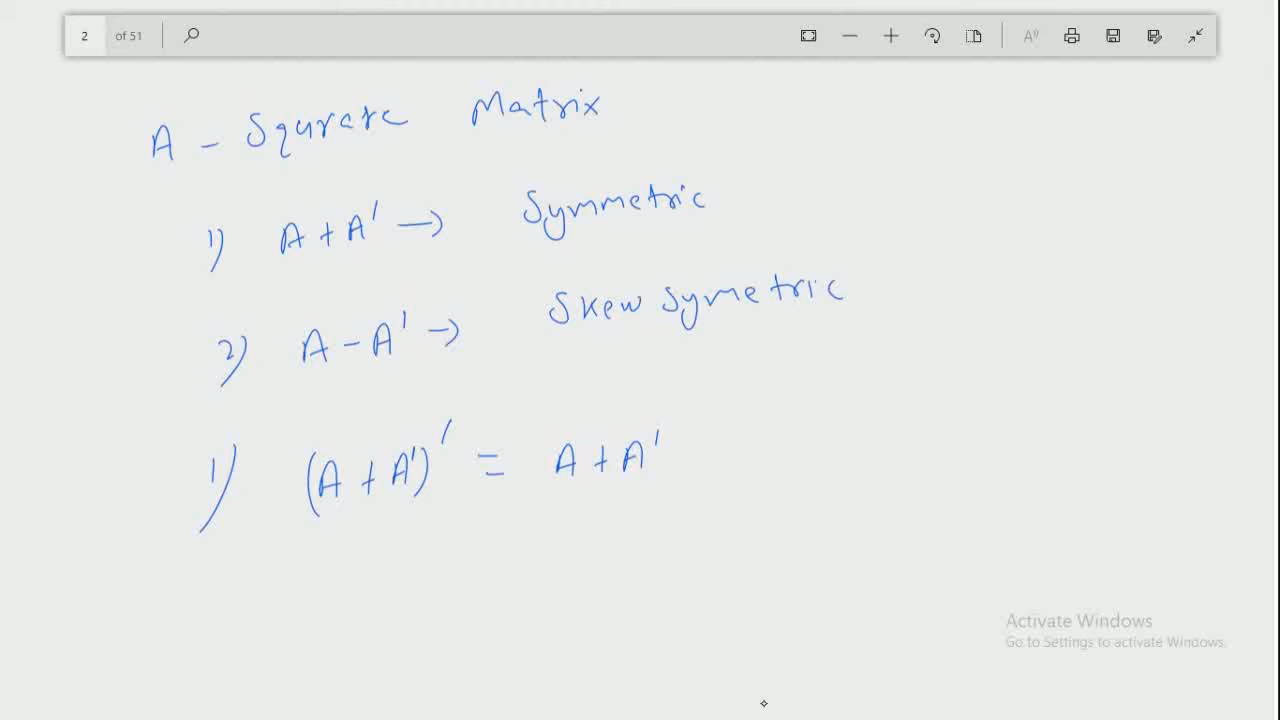 2 of 51
A - Squrare Matrix
1) A + A' → Symmetric
2) A - A' → Skew Symetric
1) (A + A')' = A + A'
Activate Windows
Go to Settings to activate Windows.